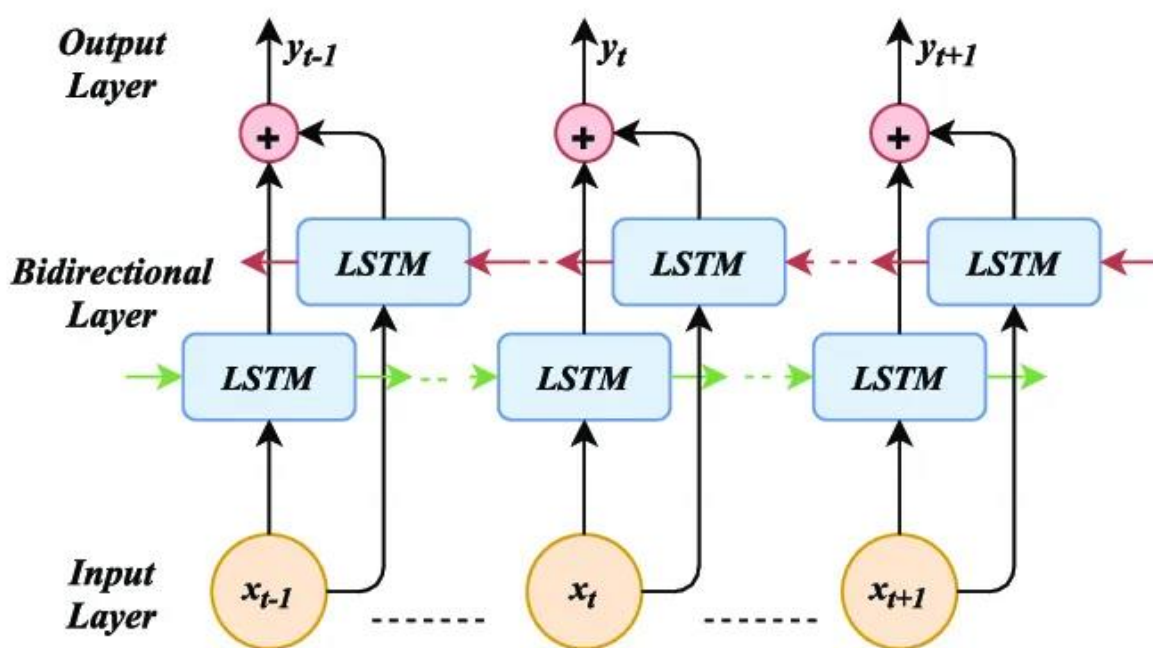 Output
Layer
y_{t-1}
y_t
y_{t+1}
+
+
+
Bidirectional
Layer
LSTM
LSTM
LSTM
LSTM
LSTM
LSTM
Input
Layer
x_{t-1}
x_t
x_{t+1}